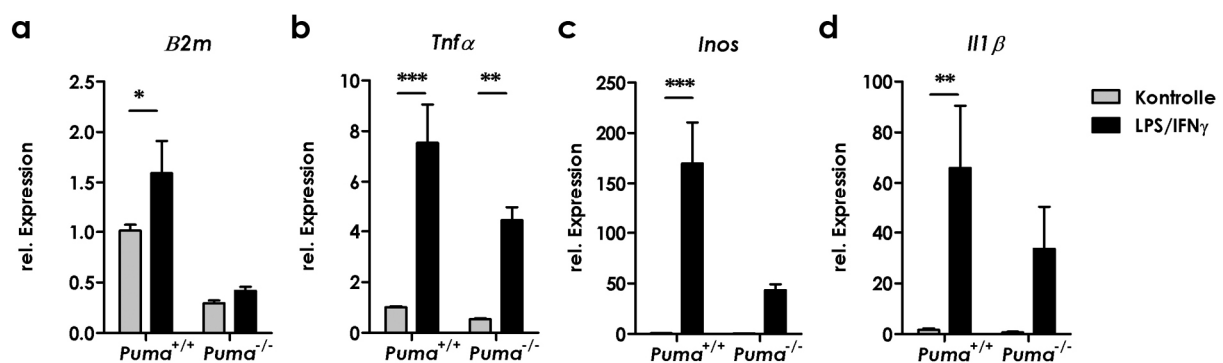 a B2m
rel. Expression
2.5
2.0
1.5
1.0
0.5
0.0
*
Puma+/+ Puma-/-
b Tnfα
rel. Expression
10
8
6
4
2
0
*** **
Puma+/+ Puma-/-
c Inos
rel. Expression
250
200
150
100
50
0
***
Puma+/+ Puma-/-
d Il1β
rel. Expression
100
80
60
40
20
0
**
Puma+/+ Puma-/-
Kontrolle
LPS/IFNγ